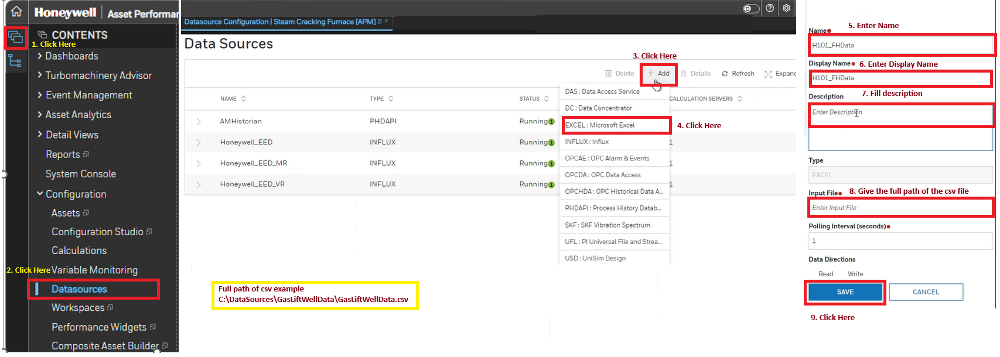 Honeywell | Asset Performan
CONTENTS
1. Click Here
Dashboards
Turbomachinery Advisor
Event Management
Asset Analytics
Detail Views
Reports
System Console
Configuration
Assets
Configuration Studio
Calculations
2. Click Here
Variable Monitoring
Datasources
Workspaces
Performance Widgets
Composite Asset Builder
D
Datasource Configuration | Steam Cracking Furnace [APM]
Data Sources
3. Click Here
Delete
Add
Details
Refresh
Expand
NAME
TYPE
STATUS
CALCULATION SERVERS
AMHistorian PHDAPI Running 1
Honeywell_EED INFLUX Running 1 1
Honeywell_EED_MR INFLUX Running 1 1
Honeywell_EED_VR INFLUX Running 1 1
DAS : Data Access Service
DC : Data Concentrator
EXCEL : Microsoft Excel
4. Click Here
INFLUX : Influx
OPCAE : OPC Alarm & Events
OPCDA : OPC Data Access
OPCHDA : OPC Historical Data A...
PHDAPI : Process History Datab...
SKF : SKF Vibration Spectrum
UFL : PI Universal File and Strea...
USD : UniSim Design
Full path of csv example
C:\DataSources\GasLiftWellData\GasLiftWellData.csv
5. Enter Name
Name
H101_FHData
Display Name
6. Enter Display Name
H101_FHData
Description
7. Fill description
Enter Description
Type
EXCEL
Input File
8. Give the full path of the csv file
Enter Input File
Polling Interval (seconds)
1
Data Directions
Read Write
SAVE
CANCEL
9. Click Here